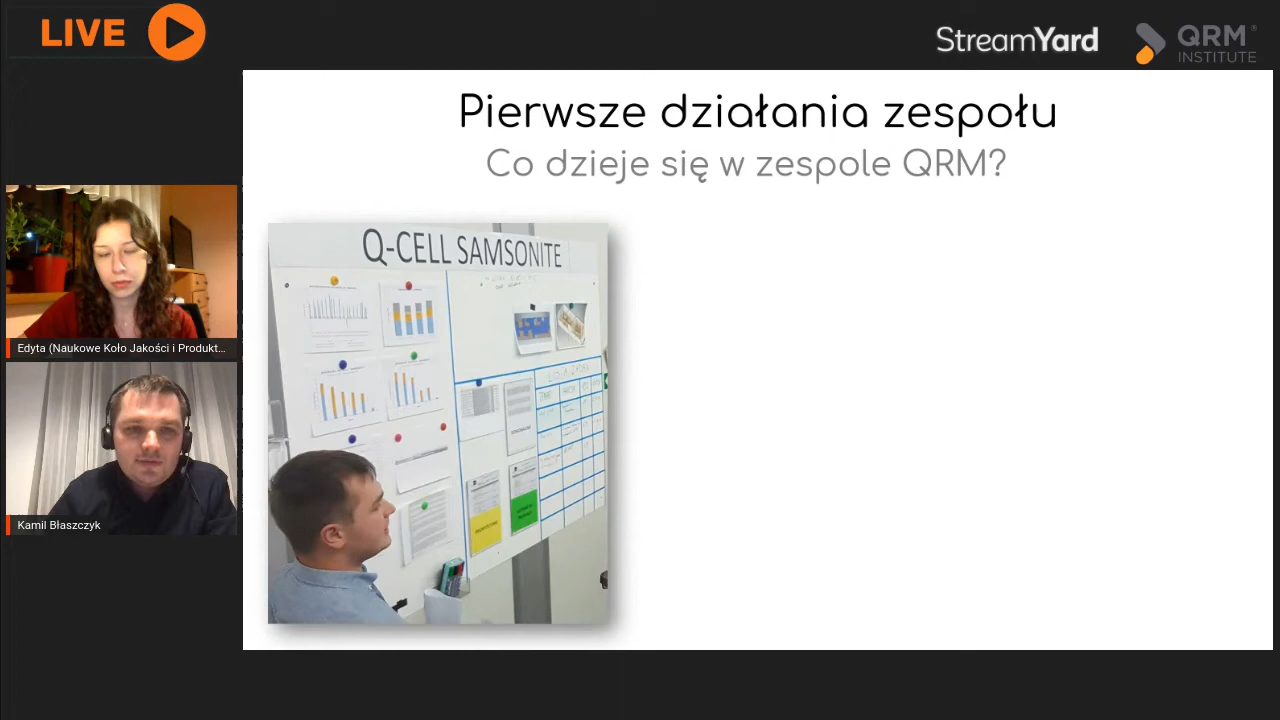 LIVE
StreamYard
QRM
INSTITUTE
Pierwsze działania zespołu
Co dzieje się w zespole QRM?
Q-CELL SAMSONITE
Edyta (Naukowe Koło Jakości i Produkt...
Kamil Błaszczyk